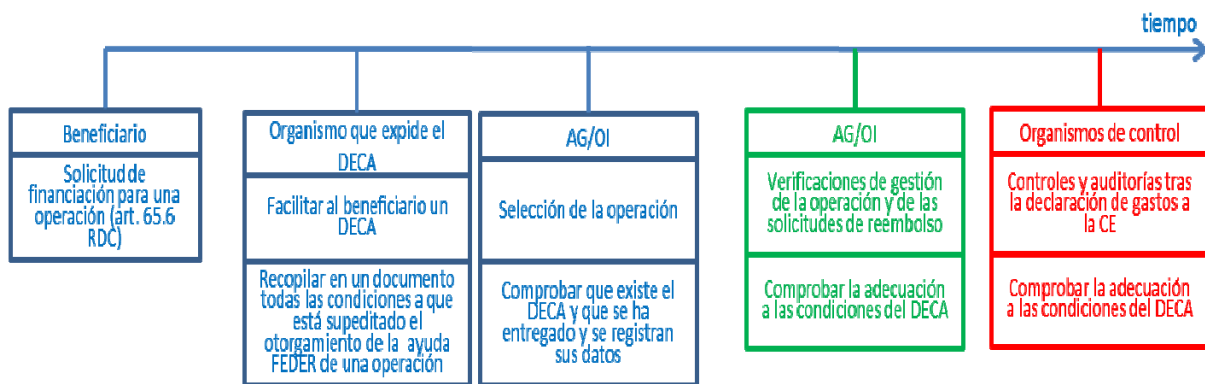 tiempo
Beneficiario
Solicitud de
financiación para una
operación (art. 65.6
RDC)
Organismo que expide el
DECA
Facilitar al beneficiario un
DECA
Recopilar en un documento
todas las condiciones a que
está supeditado el
otorgamiento de la ayuda
FEDER de una operación
AG/OI
Selección de la operación
Comprobar que existe el
DECA y que se ha
entregado y se registran
sus datos
AG/OI
Verificaciones de gestión
de la operación y de las
solicitudes de reembolso
Comprobar la adecuación
a las condiciones del DECA
Organismos de control
Controles y auditorías tras
la declaración de gastos a
la CE
Comprobar la adecuación
a las condiciones del DECA